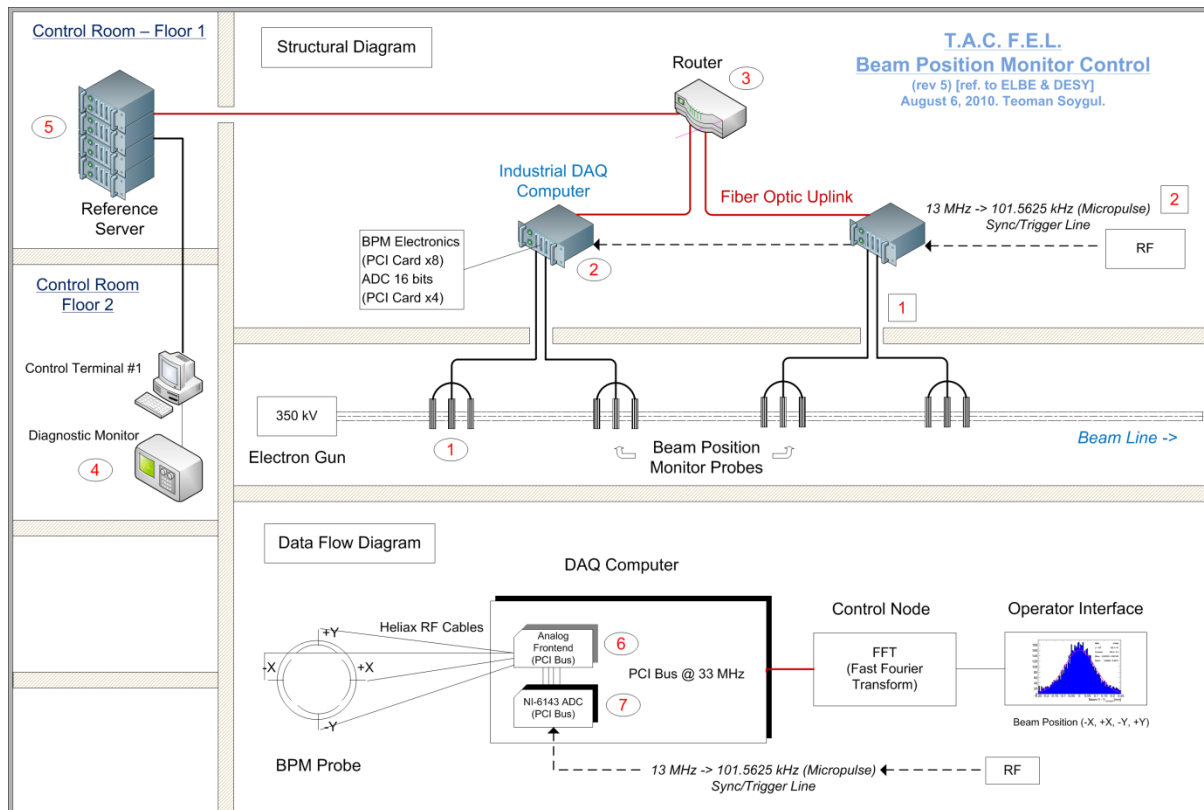 Control Room – Floor 1
Structural Diagram
T.A.C. F.E.L.
Beam Position Monitor Control
(rev 5) [ref. to ELBE & DESY]
August 6, 2010. Teoman Soygul.
Router
3
5
Reference
Server
Industrial DAQ
Computer
Fiber Optic Uplink
2
13 MHz -> 101.5625 kHz (Micropulse)
Sync/Trigger Line
RF
BPM Electronics
(PCI Card x8)
ADC 16 bits
(PCI Card x4)
2
1
Control Room
Floor 2
Control Terminal #1
Diagnostic Monitor
4
350 kV
Electron Gun
1
Beam Position
Monitor Probes
Beam Line ->
Data Flow Diagram
DAQ Computer
Heliax RF Cables
+Y
-X
+X
-Y
BPM Probe
Analog
Frontend
(PCI Bus)
6
NI-6143 ADC
(PCI Bus)
7
PCI Bus @ 33 MHz
Control Node
FFT
(Fast Fourier
Transform)
Operator Interface
Beam Position (-X, +X, -Y, +Y)
13 MHz -> 101.5625 kHz (Micropulse)
Sync/Trigger Line
RF